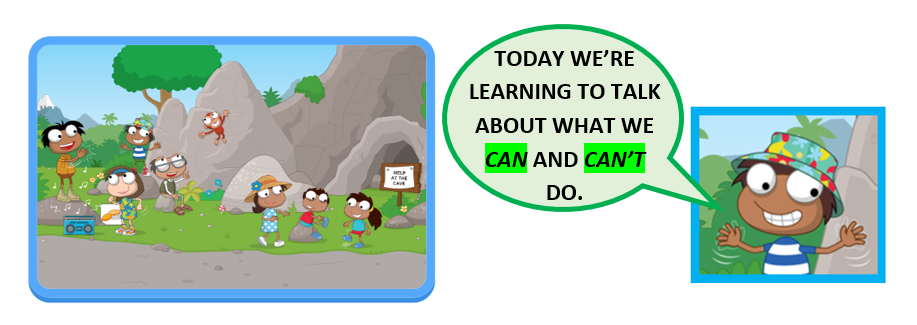 HELP
AT THE
CAVE
TODAY WE’RE
LEARNING TO TALK
ABOUT WHAT WE
CAN AND CAN’T
DO.